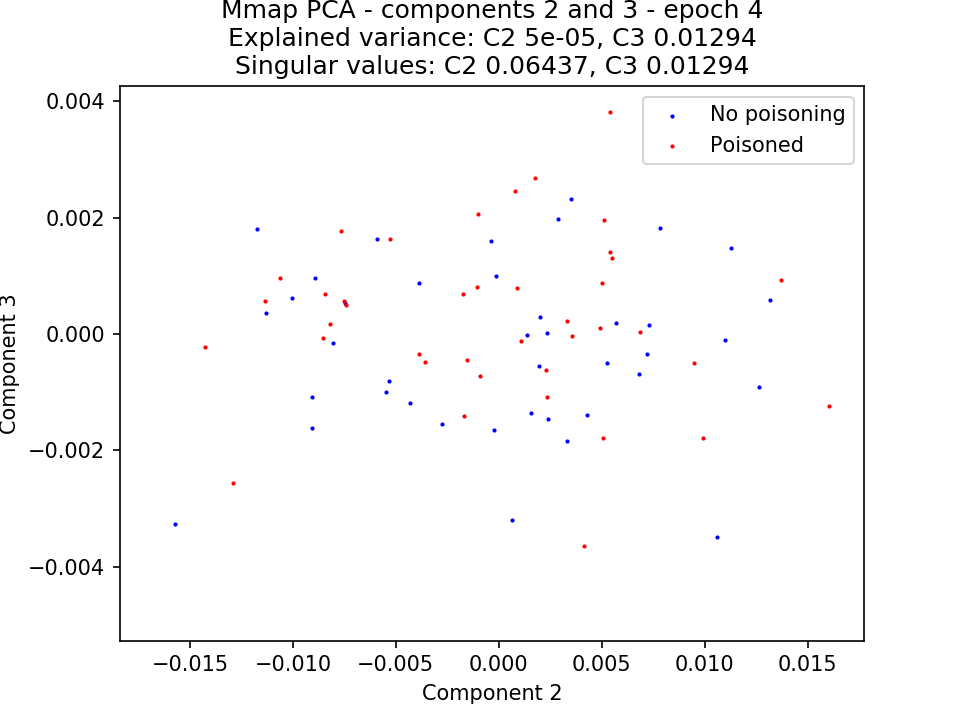 Mmap PCA - components 2 and 3 - epoch 4
Explained variance: C2 5e-05, C3 0.01294
Singular values: C2 0.06437, C3 0.01294
No poisoning
Poisoned
0.004
0.002
0.000
−0.002
−0.004
Component 3
−0.015
−0.010
−0.005
0.000
0.005
0.010
0.015
Component 2